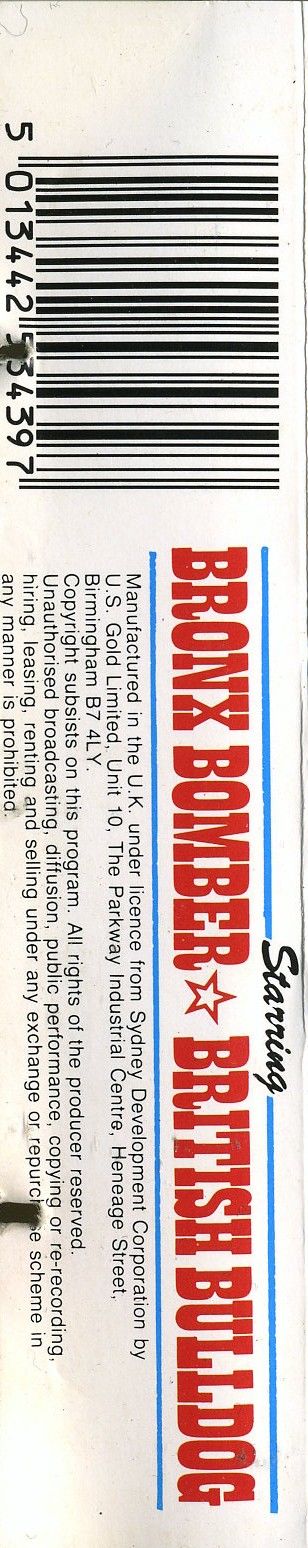 Starring
BRONX BOMBER ☆ BRITISH BULLDOG
Manufactured in the U.K. under licence from Sydney Development Corporation by
U.S. Gold Limited, Unit 10, The Parkway Industrial Centre, Heneage Street,
Birmingham B7 4LY.
Copyright subsists on this program. All rights of the producer reserved.
Unauthorised broadcasting, diffusion, public performance, copying or re-recording,
hiring, leasing, renting and selling under any exchange or repurchase scheme in
any manner is prohibited.
5 013442 534397